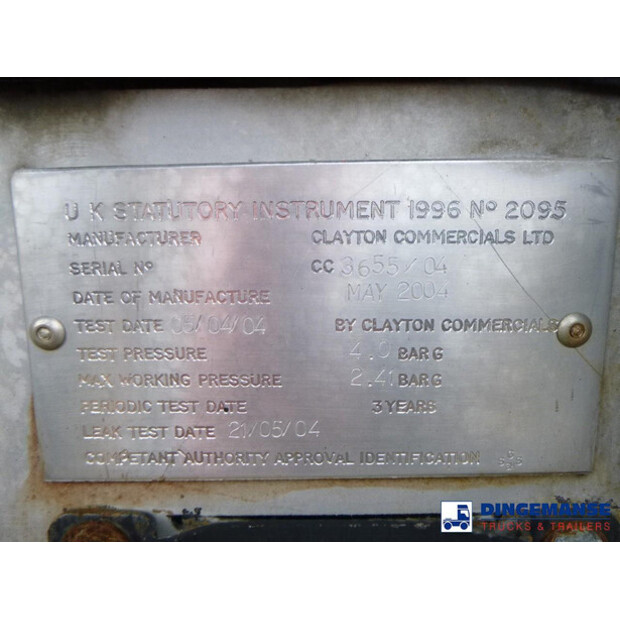 U K STATUTORY INSTRUMENT 1996 Nº 2095
MANUFACTURER CLAYTON COMMERCIALS LTD
SERIAL Nº CC 3655/04
DATE OF MANUFACTURE MAY 2004
TEST DATE 05/04/04 BY CLAYTON COMMERCIALS
TEST PRESSURE 4.0 BAR G
MAX WORKING PRESSURE 2.41 BAR G
PERIODIC TEST DATE 3 YEARS
LEAK TEST DATE 21/05/04
COMPETANT AUTHORITY APPROVAL IDENTIFICATION
DINGEMANSE
TRUCKS & TRAILERS